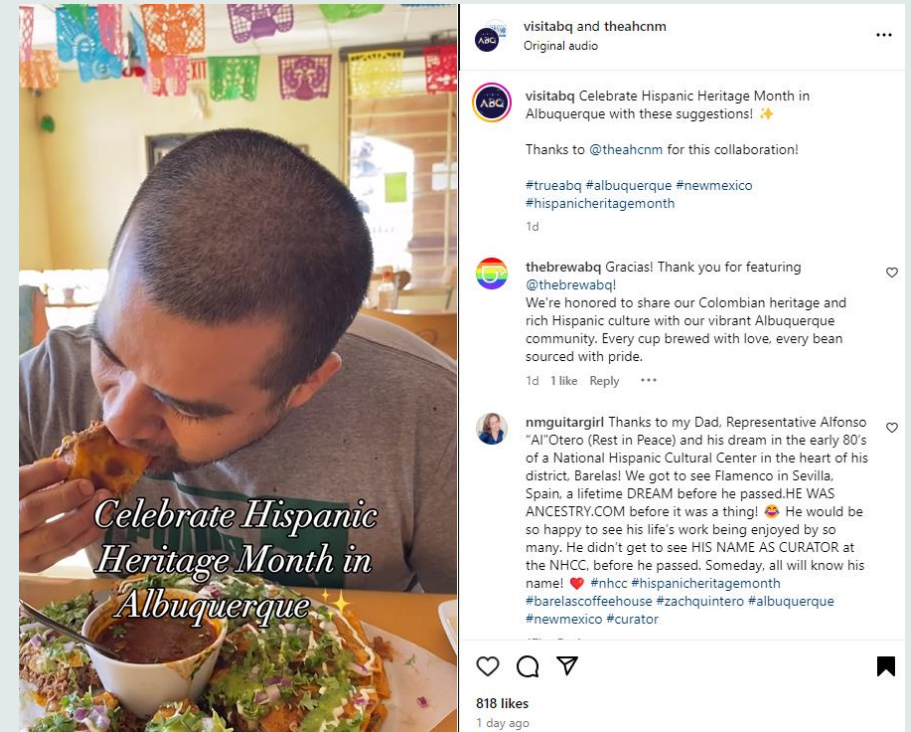 EXIT
Celebrate Hispanic
Heritage Month in
Albuquerque ✨
ABQ
visitabq and theahcnm
Original audio
ABQ
visitabq Celebrate Hispanic Heritage Month in
Albuquerque with these suggestions! ✨
Thanks to @theahcnm for this collaboration!
#trueabq #albuquerque #newmexico
#hispanicheritagemonth
1d
thebrewabq Gracias! Thank you for featuring
@thebrewabq!
We're honored to share our Colombian heritage and
rich Hispanic culture with our vibrant Albuquerque
community. Every cup brewed with love, every bean
sourced with pride.
1d 1 like Reply •••
nmguitargirl Thanks to my Dad, Representative Alfonso
"Al"Otero (Rest in Peace) and his dream in the early 80's
of a National Hispanic Cultural Center in the heart of his
district, Barelas! We got to see Flamenco in Sevilla,
Spain, a lifetime DREAM before he passed.HE WAS
ANCESTRY.COM before it was a thing! 😂 He would be
so happy to see his life's work being enjoyed by so
many. He didn't get to see HIS NAME AS CURATOR at
the NHCC, before he passed. Someday, all will know his
name! ❤️ #nhcc #hispanicheritagemonth
#barelascoffeehouse #zachquintero #albuquerque
#newmexico #curator
818 likes
1 day ago